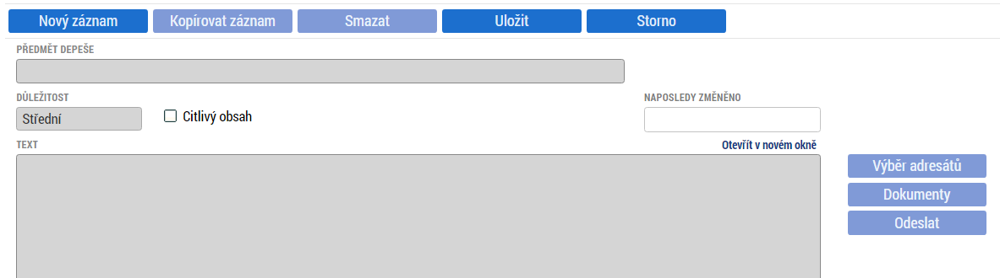 Nový záznam Kopírovat záznam Smazat Uložit Storno
PŘEDMĚT DEPEŠE
DŮLEŽITOST NAPOSLEDY ZMĚNĚNO
Střední Citlivý obsah
TEXT Otevřít v novém okně
Výběr adresátů
Dokumenty
Odeslat